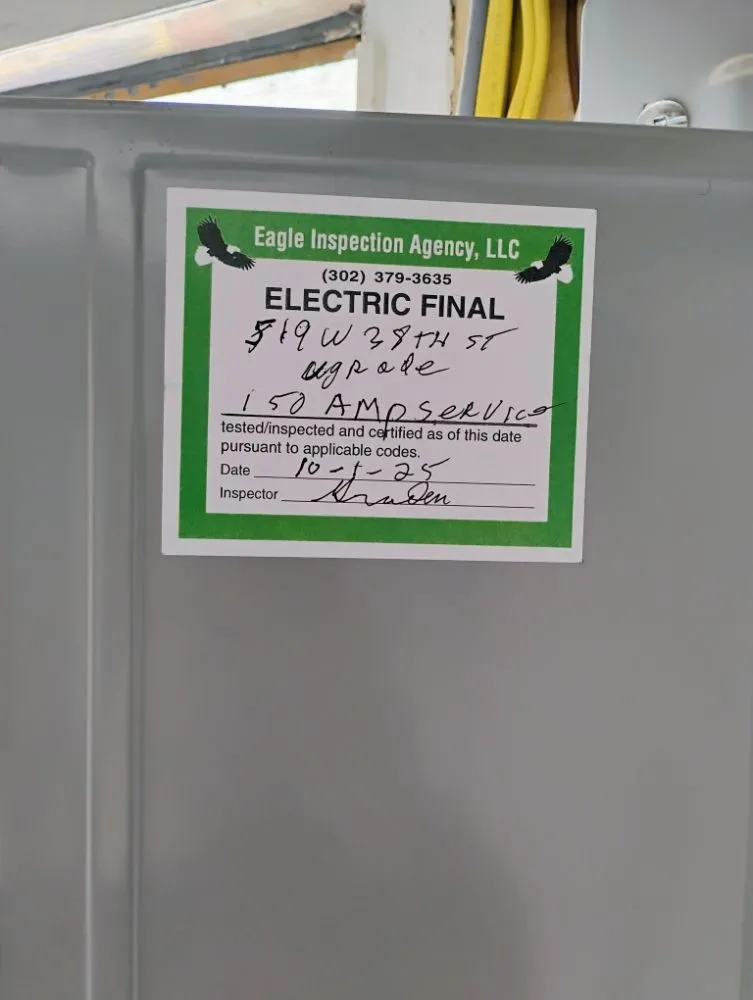 Eagle Inspection Agency, LLC
(302) 379-3635
ELECTRIC FINAL
519 W 38TH ST
ugrade
150 AMP Service
tested/inspected and certified as of this date
pursuant to applicable codes.
Date 10-1-25
Inspector